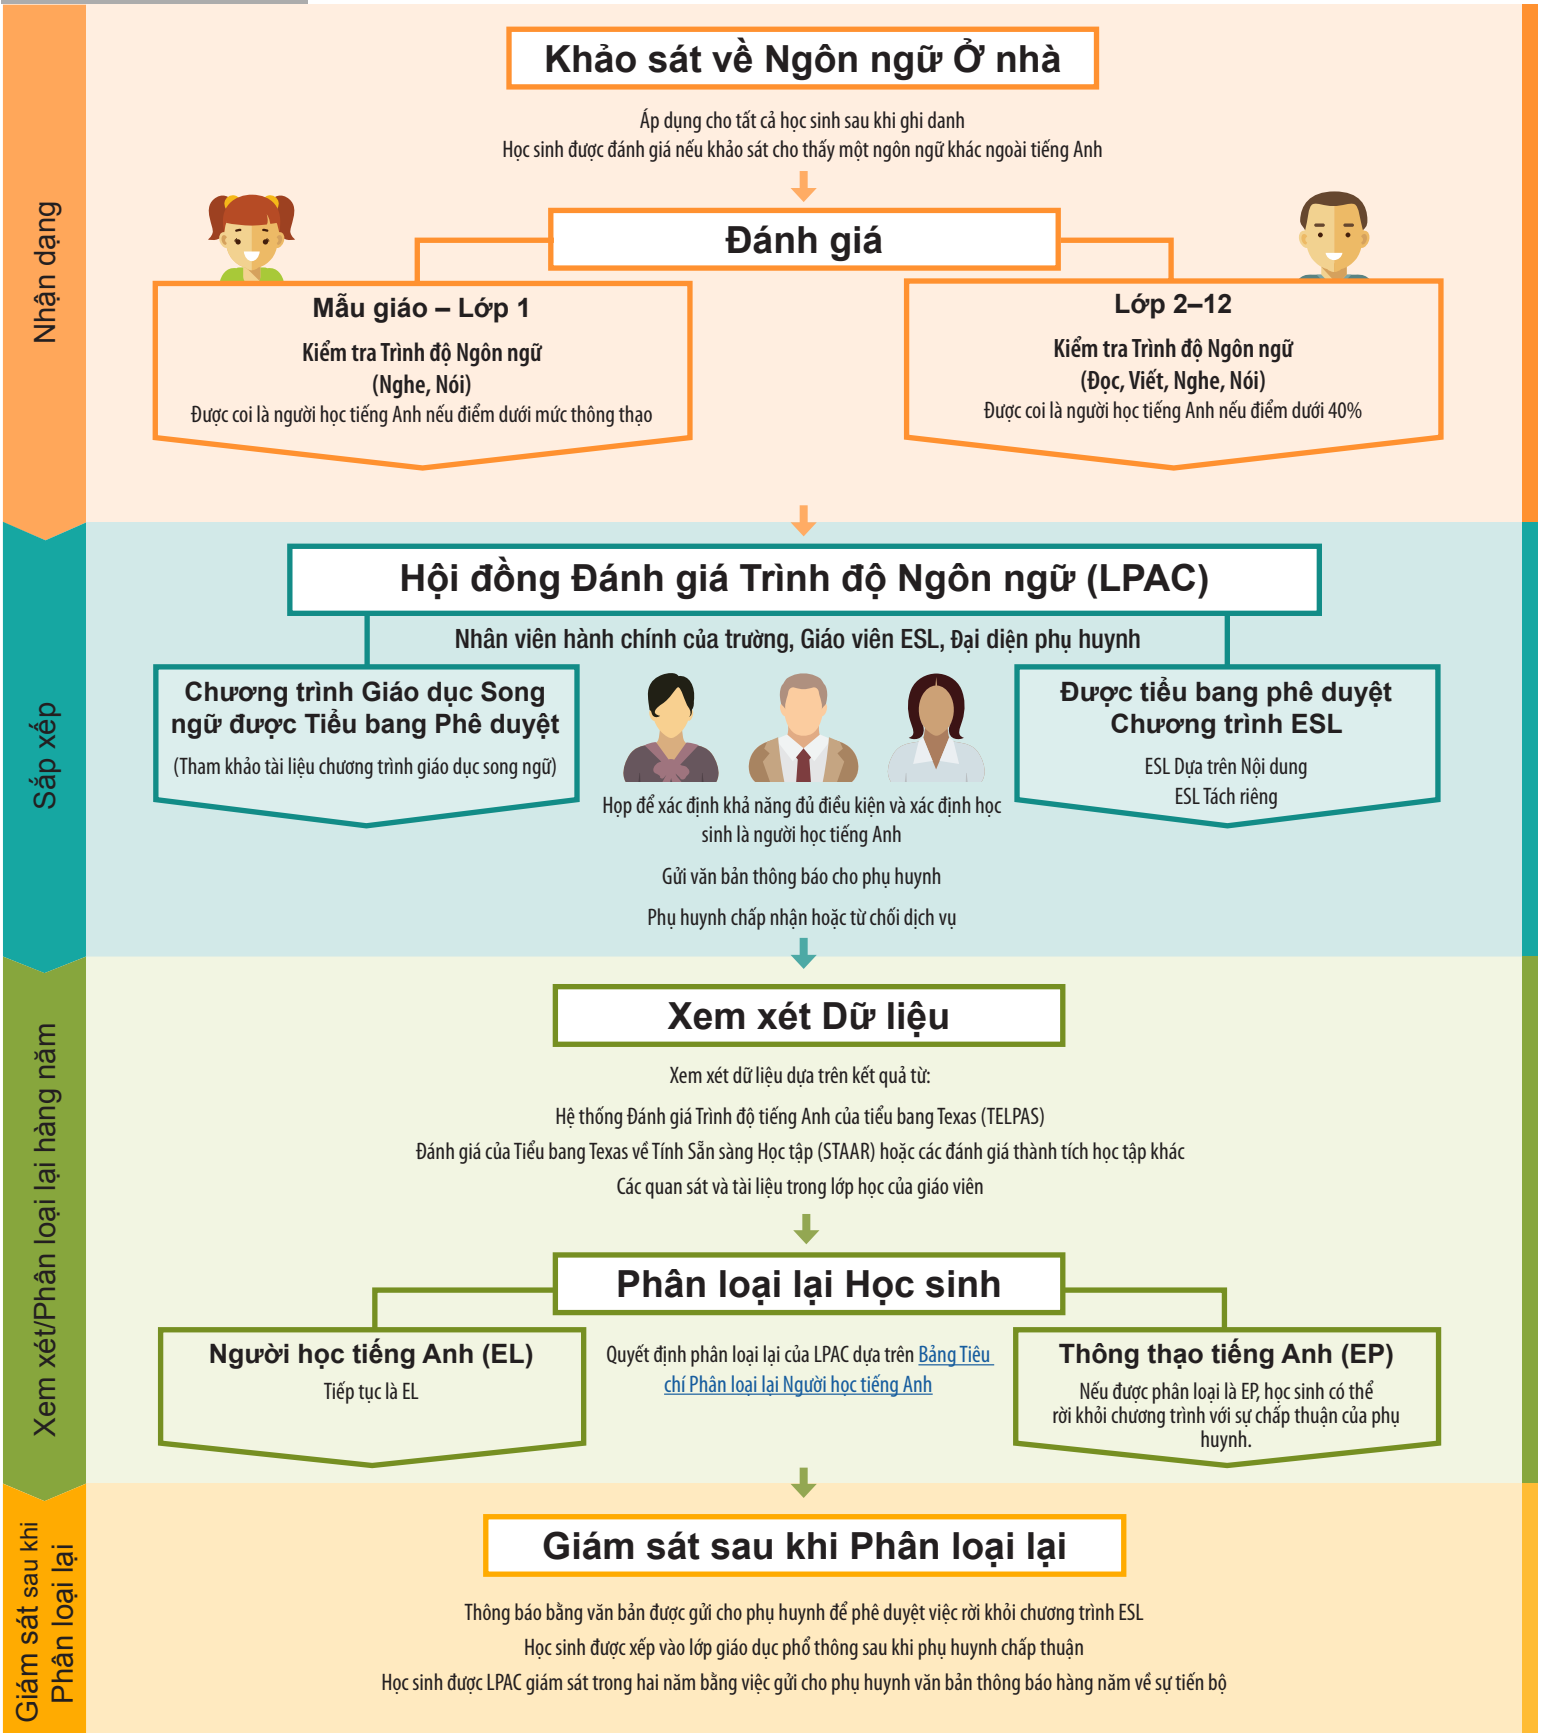 Nhận dạng
Khảo sát về Ngôn ngữ Ở nhà
Áp dụng cho tất cả học sinh sau khi ghi danh
Học sinh được đánh giá nếu khảo sát cho thấy một ngôn ngữ khác ngoài tiếng Anh
Đánh giá
Mẫu giáo – Lớp 1
Kiểm tra Trình độ Ngôn ngữ
(Nghe, Nói)
Được coi là người học tiếng Anh nếu điểm dưới mức thông thạo
Lớp 2–12
Kiểm tra Trình độ Ngôn ngữ
(Đọc, Viết, Nghe, Nói)
Được coi là người học tiếng Anh nếu điểm dưới 40%
Sắp xếp
Hội đồng Đánh giá Trình độ Ngôn ngữ (LPAC)
Nhân viên hành chính của trường, Giáo viên ESL, Đại diện phụ huynh
Chương trình Giáo dục Song
ngữ được Tiểu bang Phê duyệt
(Tham khảo tài liệu chương trình giáo dục song ngữ)
Được tiểu bang phê duyệt
Chương trình ESL
ESL Dựa trên Nội dung
ESL Tách riêng
Họp để xác định khả năng đủ điều kiện và xác định học
sinh là người học tiếng Anh
Gửi văn bản thông báo cho phụ huynh
Phụ huynh chấp nhận hoặc từ chối dịch vụ
Xem xét/Phân loại lại hàng năm
Xem xét Dữ liệu
Xem xét dữ liệu dựa trên kết quả từ:
Hệ thống Đánh giá Trình độ tiếng Anh của tiểu bang Texas (TELPAS)
Đánh giá của Tiểu bang Texas về Tính Sẵn sàng Học tập (STAAR) hoặc các đánh giá thành tích học tập khác
Các quan sát và tài liệu trong lớp học của giáo viên
Phân loại lại Học sinh
Người học tiếng Anh (EL)
Tiếp tục là EL
Quyết định phân loại lại của LPAC dựa trên Bảng Tiêu
chí Phân loại lại Người học tiếng Anh
Thông thạo tiếng Anh (EP)
Nếu được phân loại là EP, học sinh có thể
rời khỏi chương trình với sự chấp thuận của phụ
huynh.
Giám sát sau khi
Phân loại lại
Giám sát sau khi Phân loại lại
Thông báo bằng văn bản được gửi cho phụ huynh để phê duyệt việc rời khỏi chương trình ESL
Học sinh được xếp vào lớp giáo dục phổ thông sau khi phụ huynh chấp thuận
Học sinh được LPAC giám sát trong hai năm bằng việc gửi cho phụ huynh văn bản thông báo hàng năm về sự tiến bộ